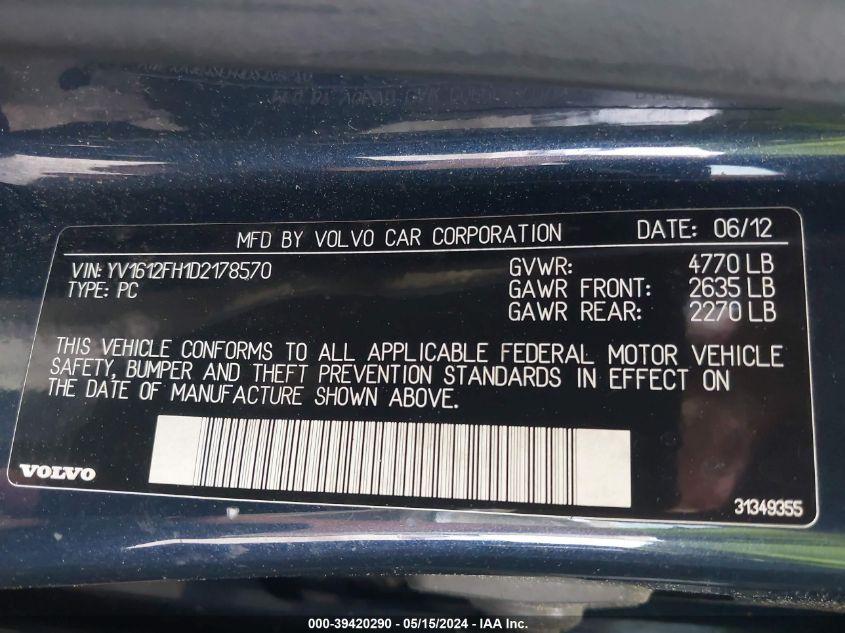 MFD BY VOLVO CAR CORPORATION DATE: 06/12
VIN: YV1612FH1D2178570 GVWR: 4770 LB
TYPE: PC GAWR FRONT: 2635 LB
GAWR REAR: 2270 LB
THIS VEHICLE CONFORMS TO ALL APPLICABLE FEDERAL MOTOR VEHICLE
SAFETY, BUMPER AND THEFT PREVENTION STANDARDS IN EFFECT ON
THE DATE OF MANUFACTURE SHOWN ABOVE.
VOLVO
31349355
000-39420290 - 05/15/2024 - IAA Inc.